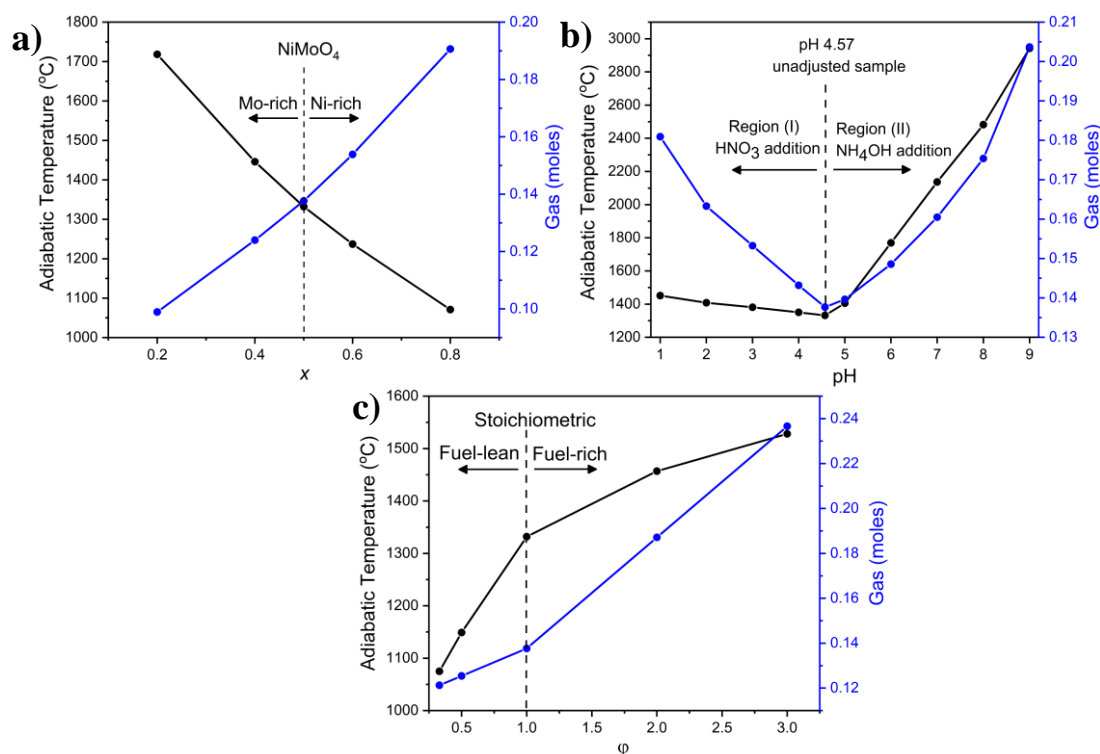 a)
NiMoO4
Mo-rich
Ni-rich
Adiabatic Temperature (ºC)
1800
1700
1600
1500
1400
1300
1200
1100
1000
Gas (moles)
0.20
0.18
0.16
0.14
0.12
0.10
0.2
0.4
0.6
0.8
x
b)
pH 4.57
unadjusted sample
Region (I)
HNO3 addition
Region (II)
NH4OH addition
Adiabatic Temperature (ºC)
3000
2800
2600
2400
2200
2000
1800
1600
1400
1200
Gas (moles)
0.21
0.20
0.19
0.18
0.17
0.16
0.15
0.14
0.13
1
2
3
4
5
6
7
8
9
pH
c)
Stoichiometric
Fuel-lean
Fuel-rich
Adiabatic Temperature (ºC)
1600
1500
1400
1300
1200
1100
1000
Gas (moles)
0.24
0.22
0.20
0.18
0.16
0.14
0.12
0.5
1.0
1.5
2.0
2.5
3.0
φ